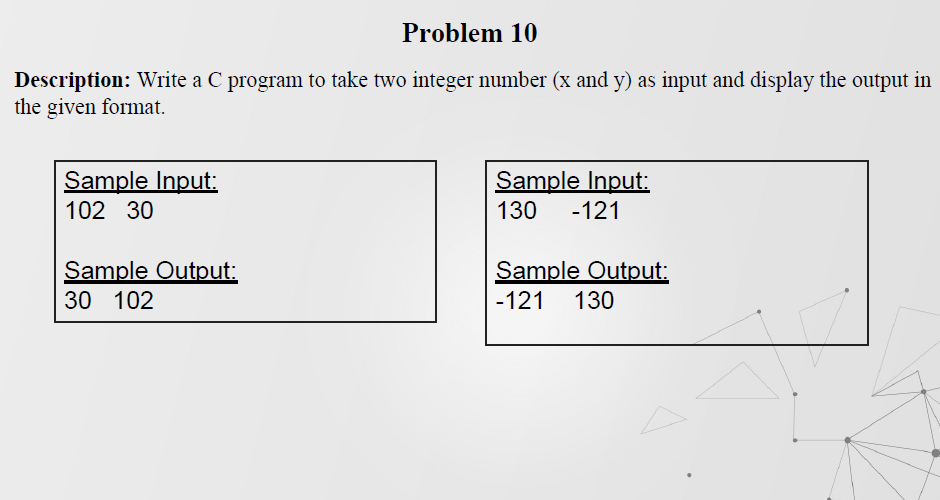 Problem 10
Description: Write a C program to take two integer number (x and y) as input and display the output in
the given format.
Sample Input:
102 30
Sample Output:
30 102
Sample Input:
130 -121
Sample Output:
-121 130